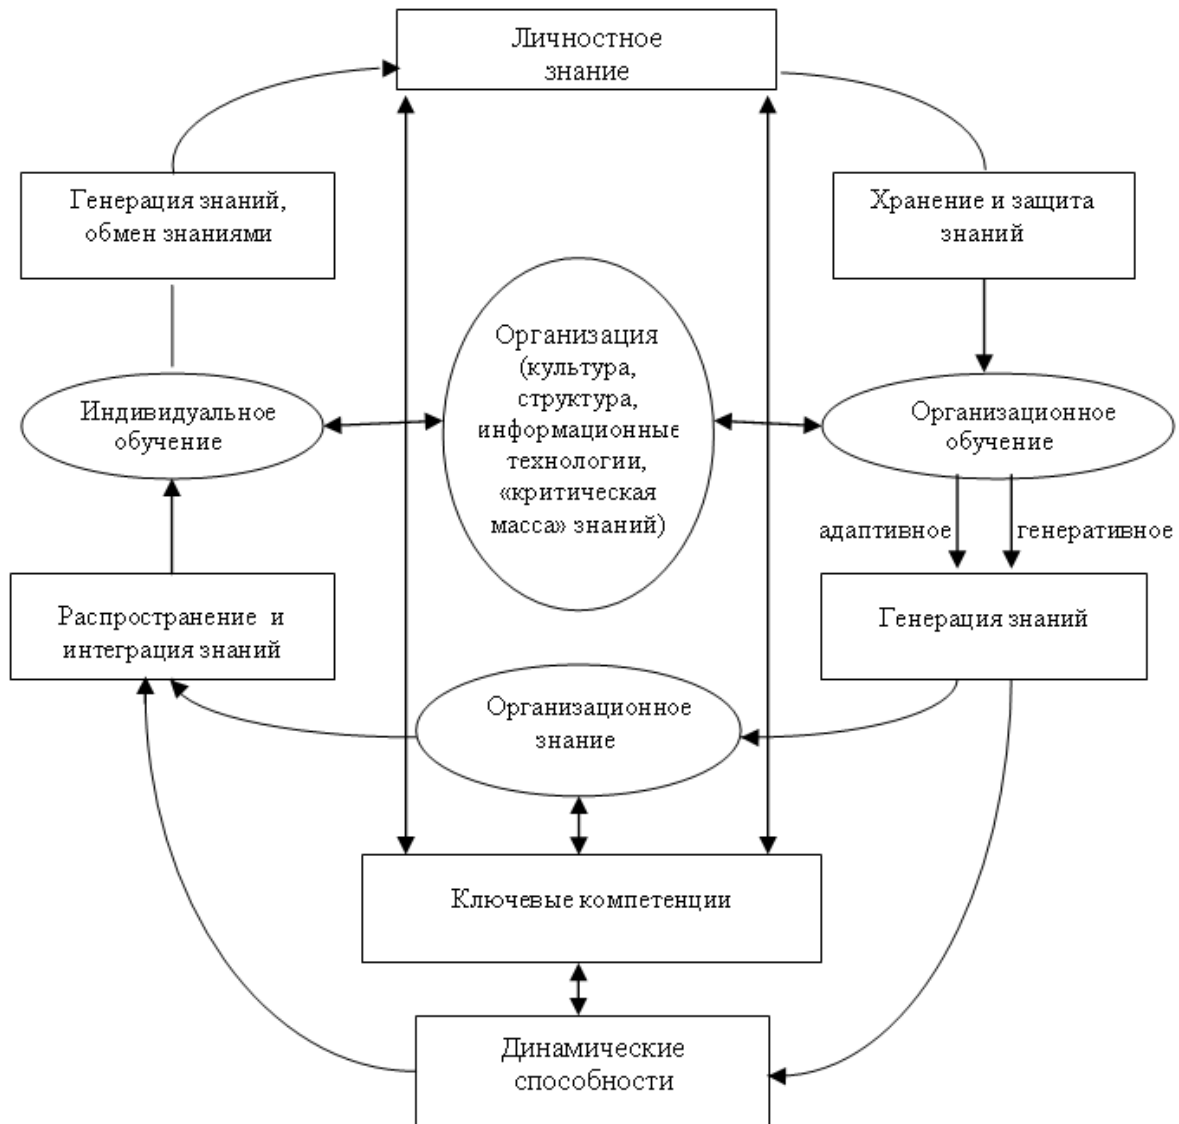 Личностное
знание
Генерация знаний,
обмен знаниями
Хранение и защита
знаний
Организация
(культура,
структура,
информационные
технологии,
«критическая
масса» знаний)
Индивидуальное
обучение
Организационное
обучение
адаптивное
генеративное
Распространение и
интеграция знаний
Генерация знаний
Организационное
знание
Ключевые компетенции
Динамические
способности